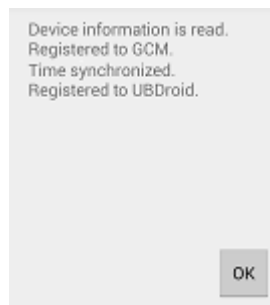 Device information is read.
Registered to GCM.
Time synchronized.
Registered to UBDroid.
OK